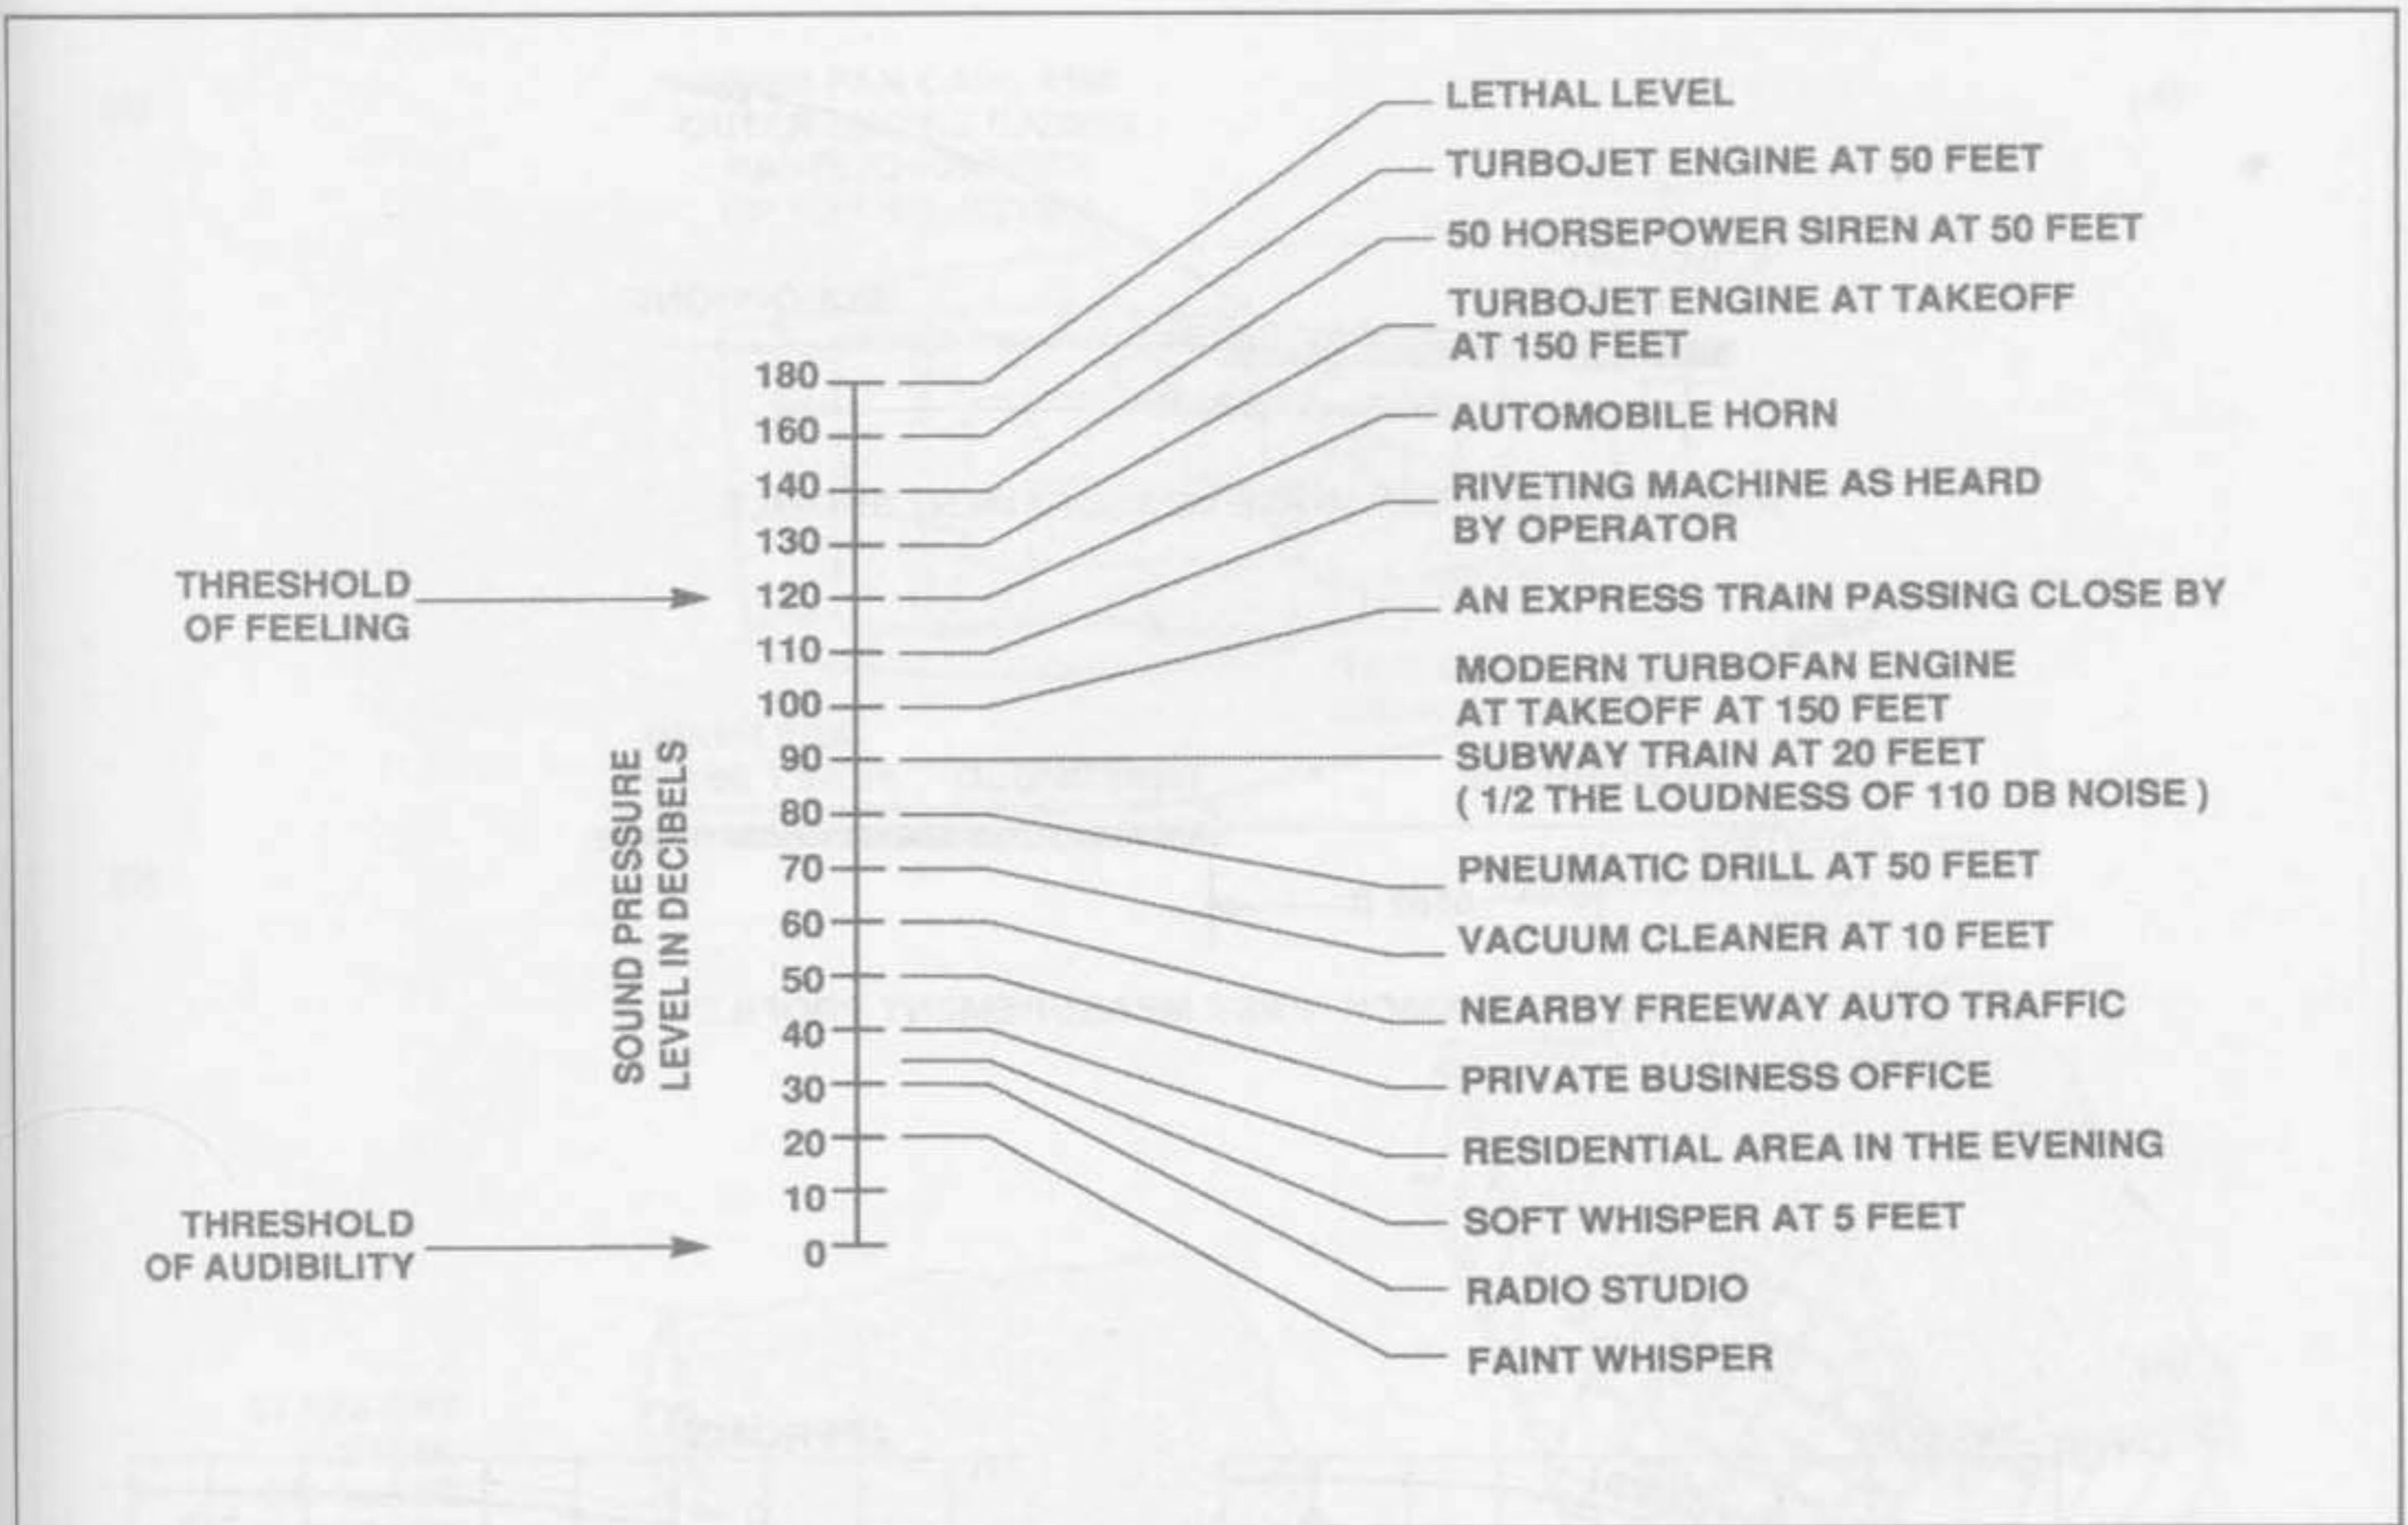 LETHAL LEVEL
TURBOJET ENGINE AT 50 FEET
50 HORSEPOWER SIREN AT 50 FEET
TURBOJET ENGINE AT TAKEOFF
AT 150 FEET
AUTOMOBILE HORN
RIVETING MACHINE AS HEARD
BY OPERATOR
AN EXPRESS TRAIN PASSING CLOSE BY
MODERN TURBOFAN ENGINE
AT TAKEOFF AT 150 FEET
SUBWAY TRAIN AT 20 FEET
( 1/2 THE LOUDNESS OF 110 DB NOISE )
PNEUMATIC DRILL AT 50 FEET
VACUUM CLEANER AT 10 FEET
NEARBY FREEWAY AUTO TRAFFIC
PRIVATE BUSINESS OFFICE
RESIDENTIAL AREA IN THE EVENING
SOFT WHISPER AT 5 FEET
RADIO STUDIO
FAINT WHISPER
180
160
140
130
120
110
100
90
80
70
60
50
40
30
20
10
0
THRESHOLD
OF FEELING
SOUND PRESSURE
LEVEL IN DECIBELS
THRESHOLD
OF AUDIBILITY